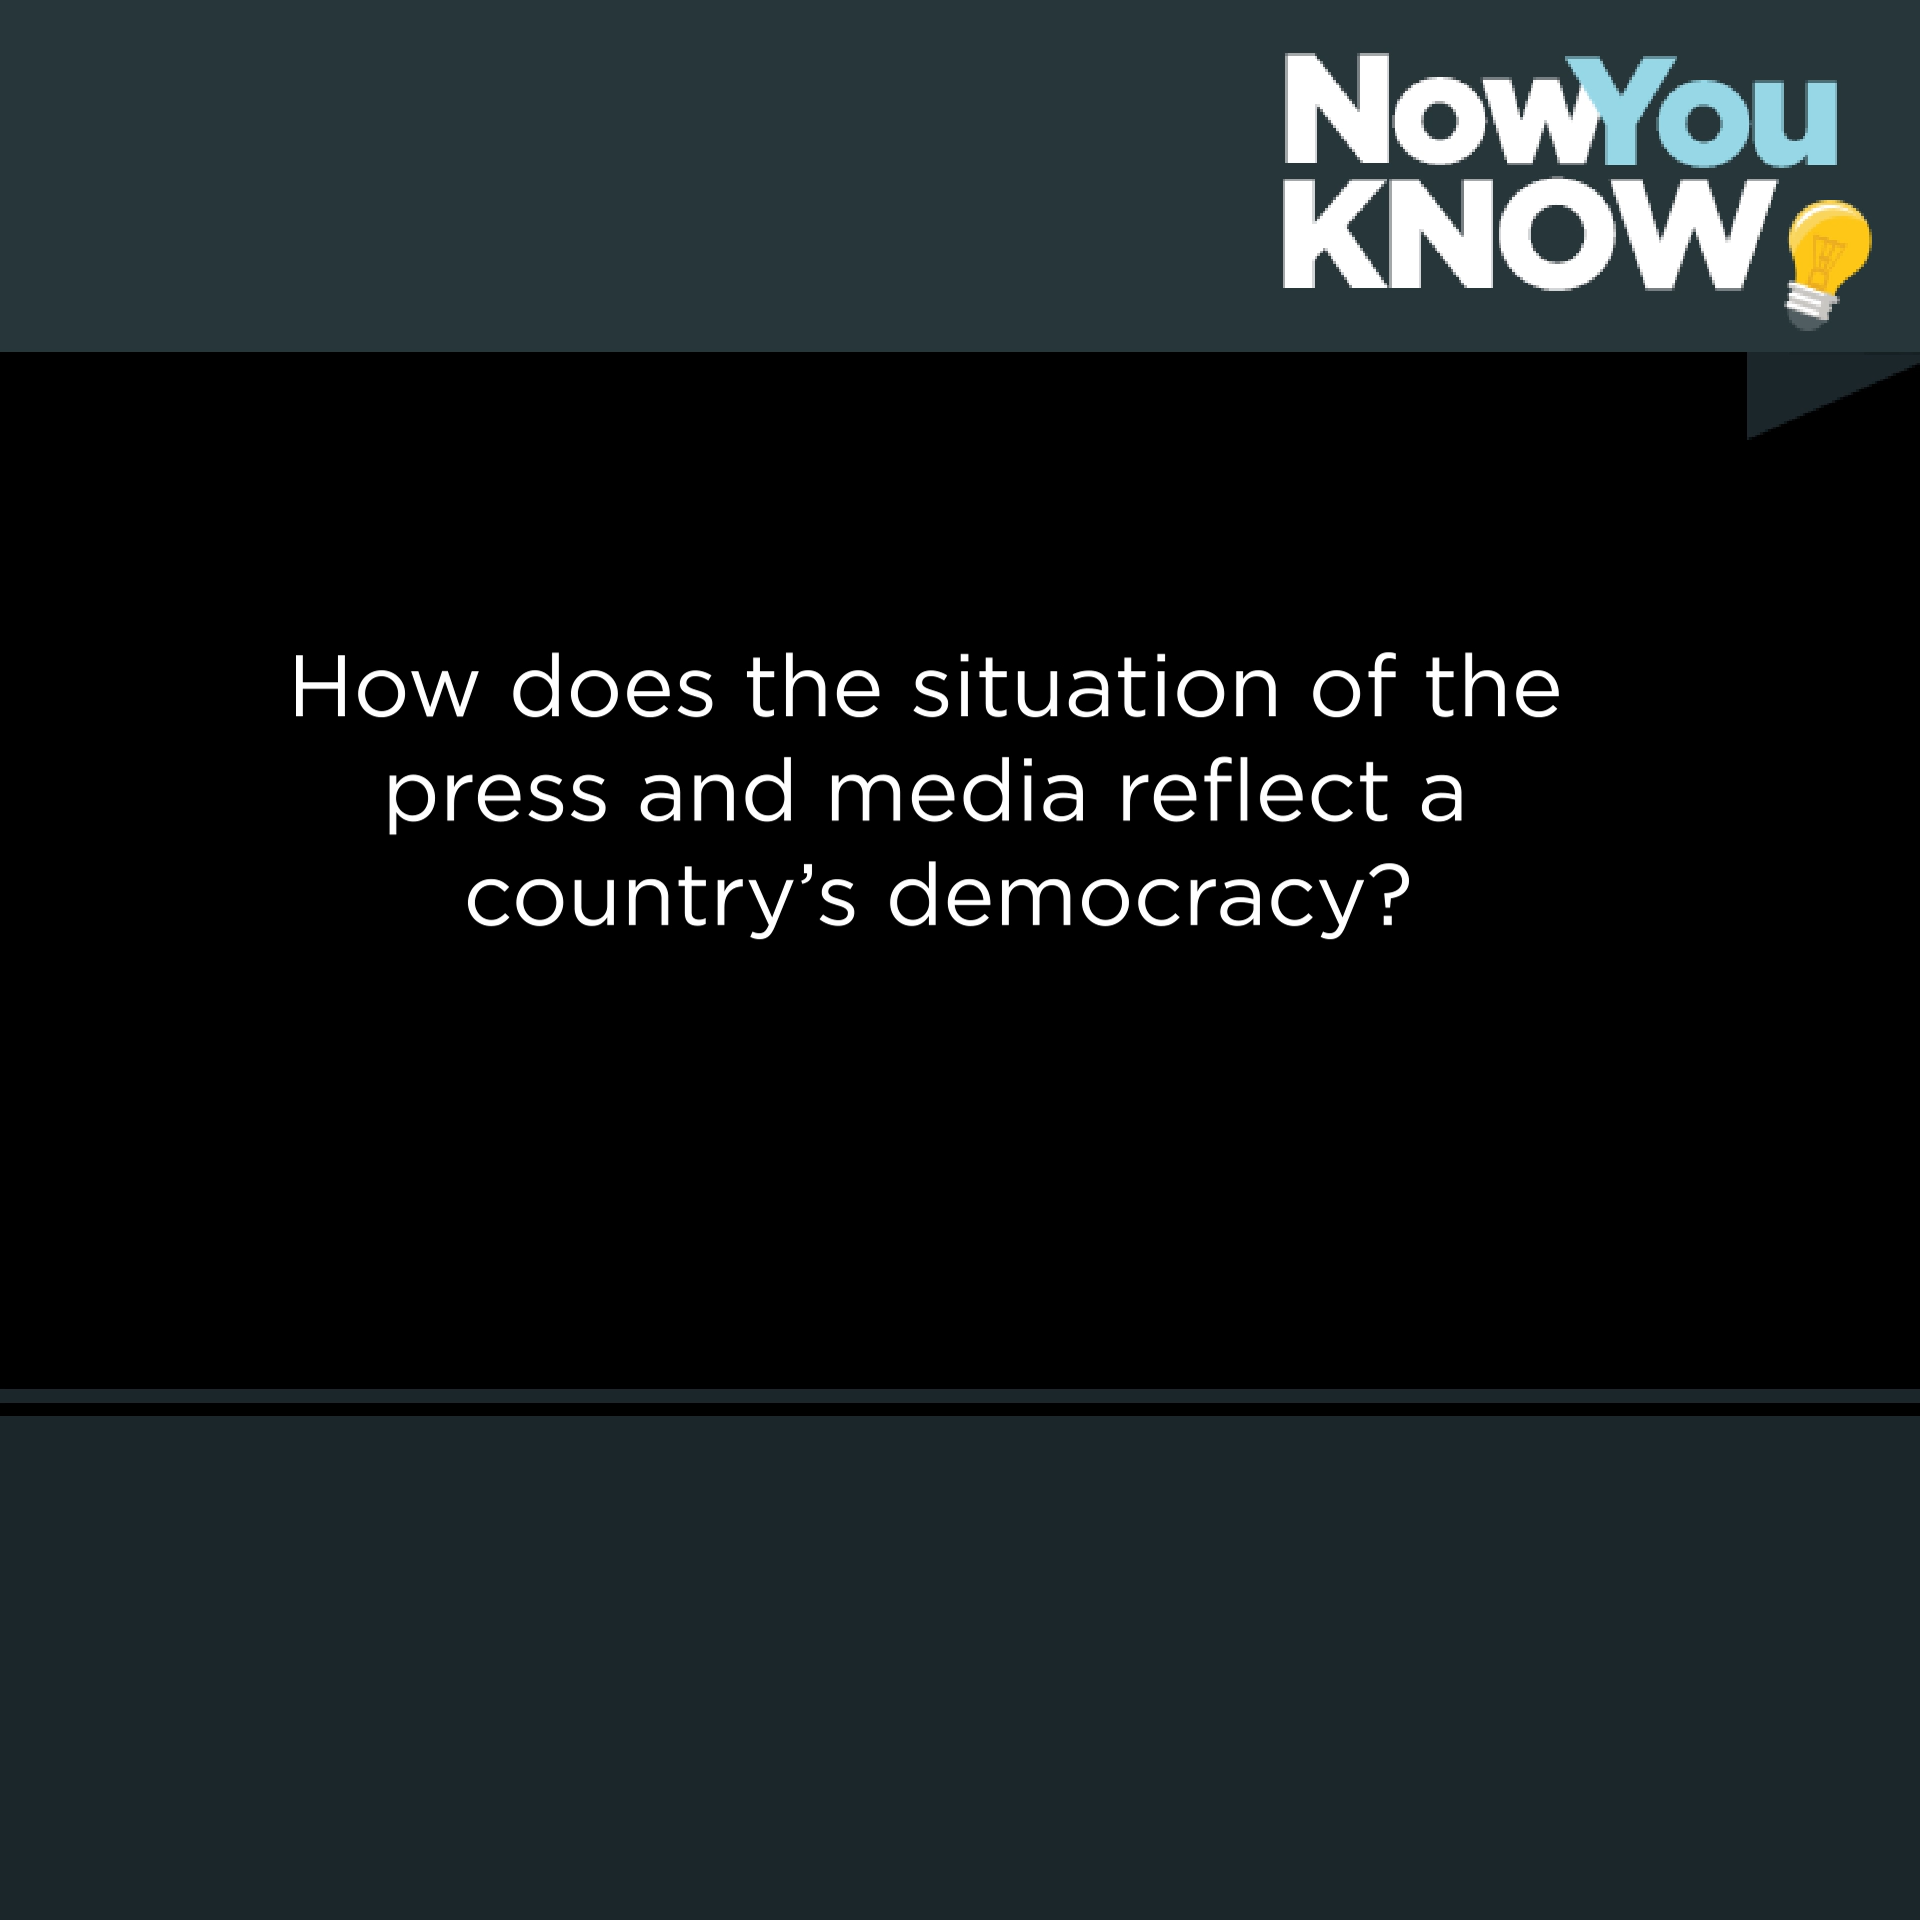 NowYou
KNOW
How does the situation of the
press and media reflect a
country’s democracy?